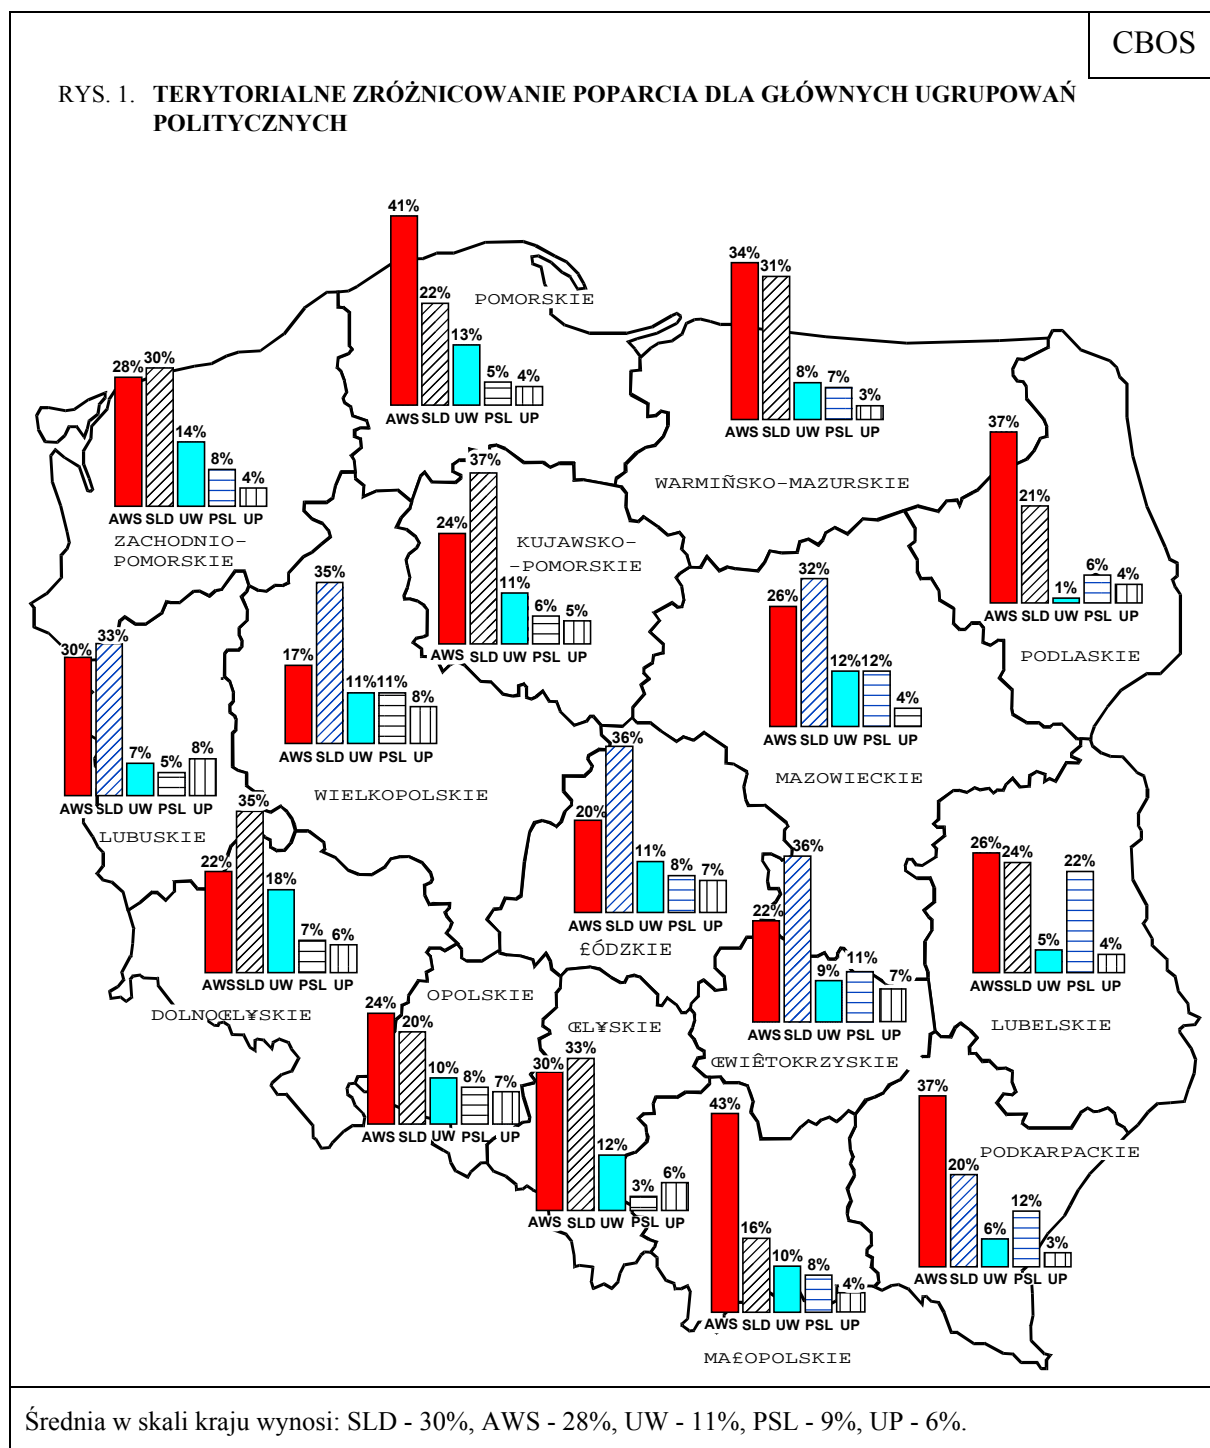 CBOS
RYS. 1. TERYTORIALNE ZRÓŻNICOWANIE POPARCIA DLA GŁÓWNYCH UGRUPOWAŃ
POLITYCZNYCH
41%
22%
13%
5%
4%
AWS SLD UW PSL UP
POMORSKIE
34%
31%
8%
7%
3%
AWS SLD UW PSL UP
WARMIÑSKO-MAZURSKIE
28%
30%
14%
8%
4%
AWS SLD UW PSL UP
ZACHODNIO-
POMORSKIE
37%
21%
1%
6%
4%
AWS SLD UW PSL UP
PODLASKIE
24%
37%
11%
6%
5%
AWS SLD UW PSL UP
KUJAWSKO-
-POMORSKIE
17%
35%
11%
11%
8%
AWS SLD UW PSL UP
WIELKOPOLSKIE
26%
32%
12%
12%
4%
AWS SLD UW PSL UP
MAZOWIECKIE
30%
33%
7%
5%
8%
AWS SLD UW PSL UP
LUBUSKIE
20%
36%
11%
8%
7%
AWS SLD UW PSL UP
£ÓDZKIE
22%
35%
18%
7%
6%
AWS SLD UW PSL UP
DOLNOŒL¥SKIE
22%
36%
9%
11%
7%
AWS SLD UW PSL UP
ŒWIÊTOKRZYSKIE
26%
24%
5%
22%
4%
AWS SLD UW PSL UP
LUBELSKIE
OPOLSKIE
24%
20%
10%
8%
7%
AWS SLD UW PSL UP
ŒL¥SKIE
30%
33%
12%
3%
6%
AWS SLD UW PSL UP
43%
16%
10%
8%
4%
AWS SLD UW PSL UP
MA£OPOLSKIE
37%
20%
6%
12%
3%
AWS SLD UW PSL UP
PODKARPACKIE
Średnia w skali kraju wynosi: SLD - 30%, AWS - 28%, UW - 11%, PSL - 9%, UP - 6%.